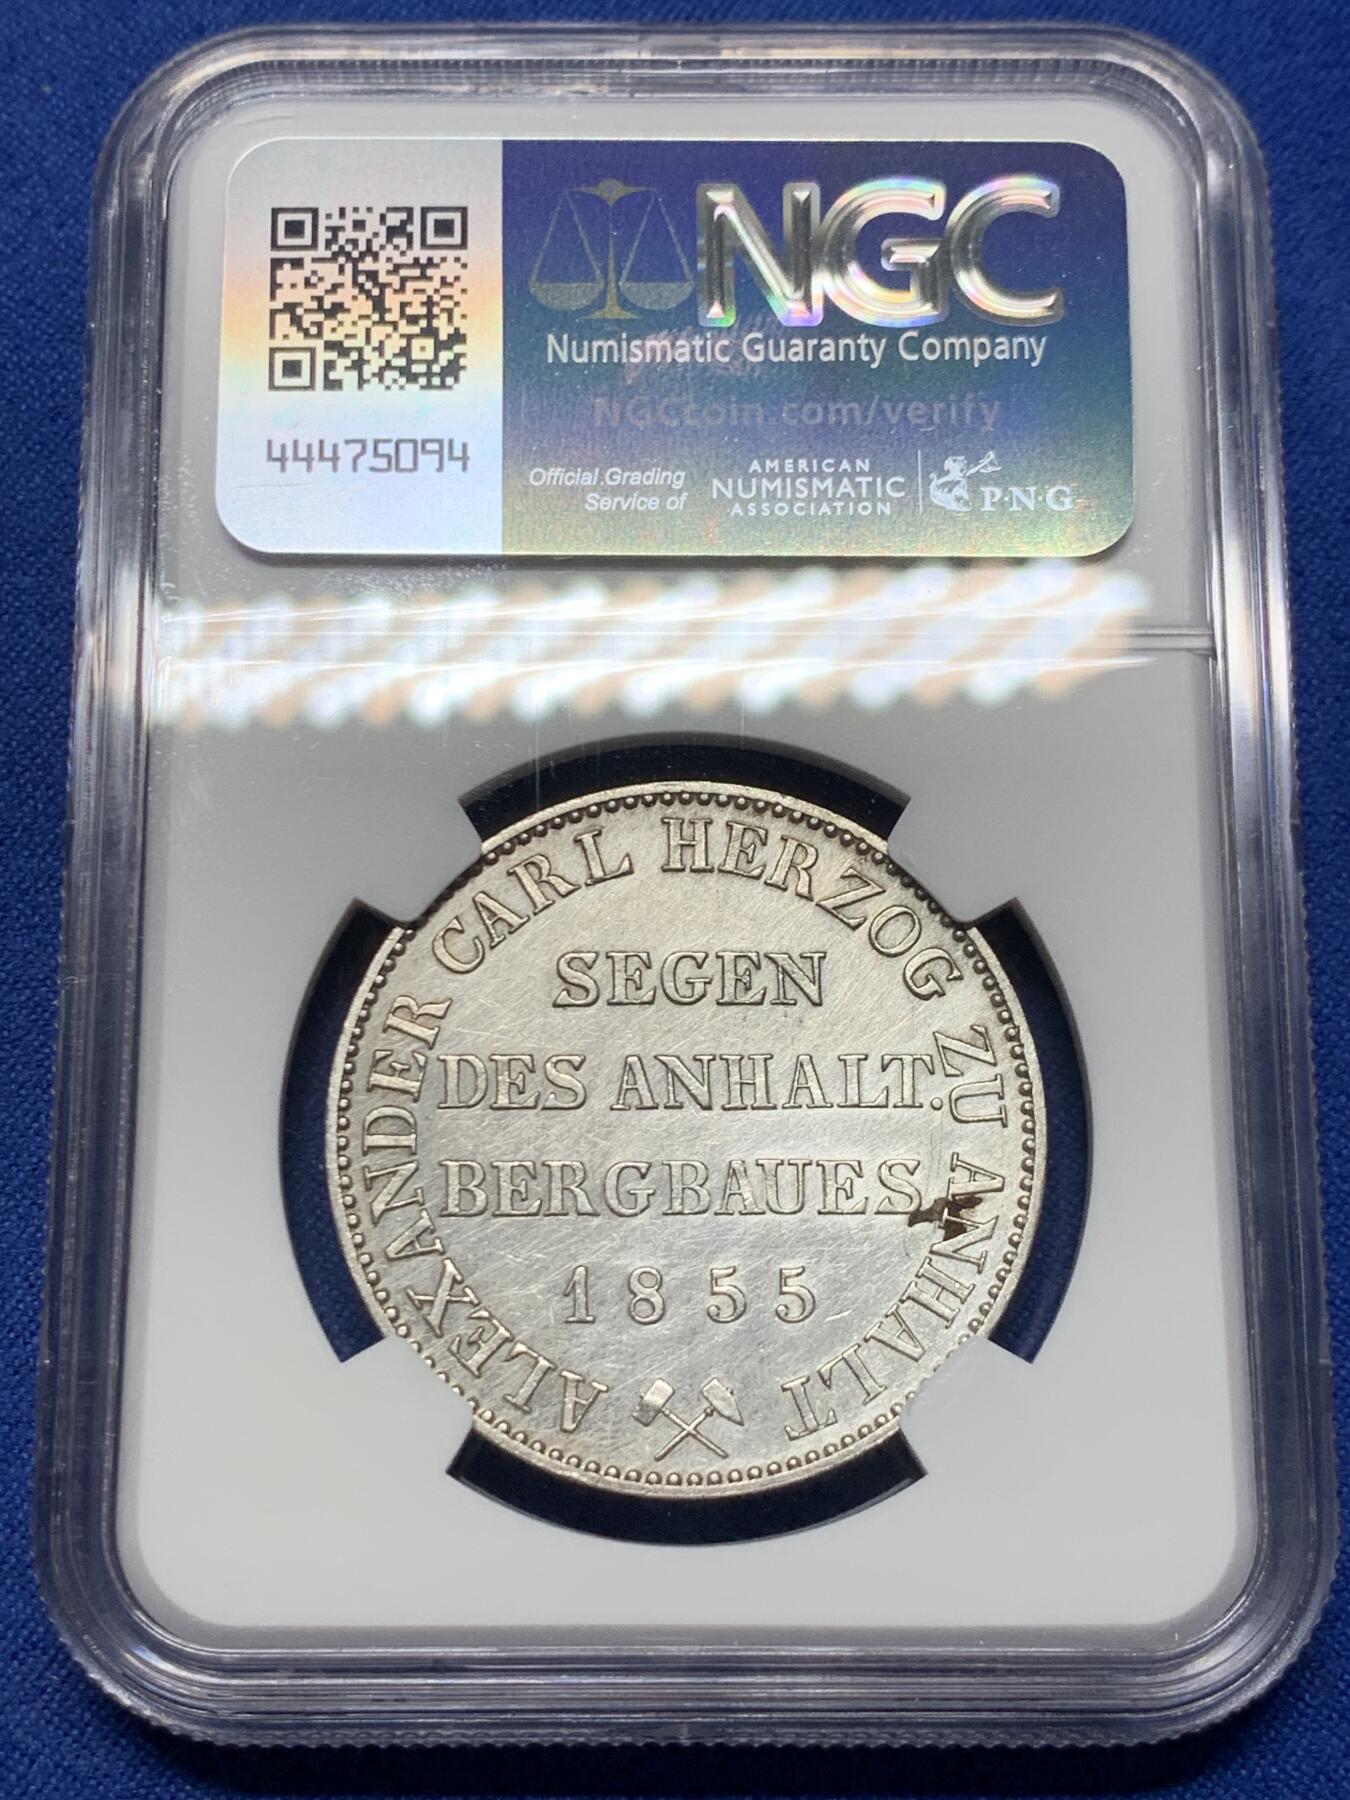 NGC
Numismatic Guaranty Company
NGCcoin.com/verify
44475094
Official Grading
Service of
AMERICAN
NUMISMATIC
ASSOCIATION
P·N·G
ALEXANDER CARL HERZOG ZU ANHALT
SEGEN
DES ANHALT.
BERGBAUES
1855